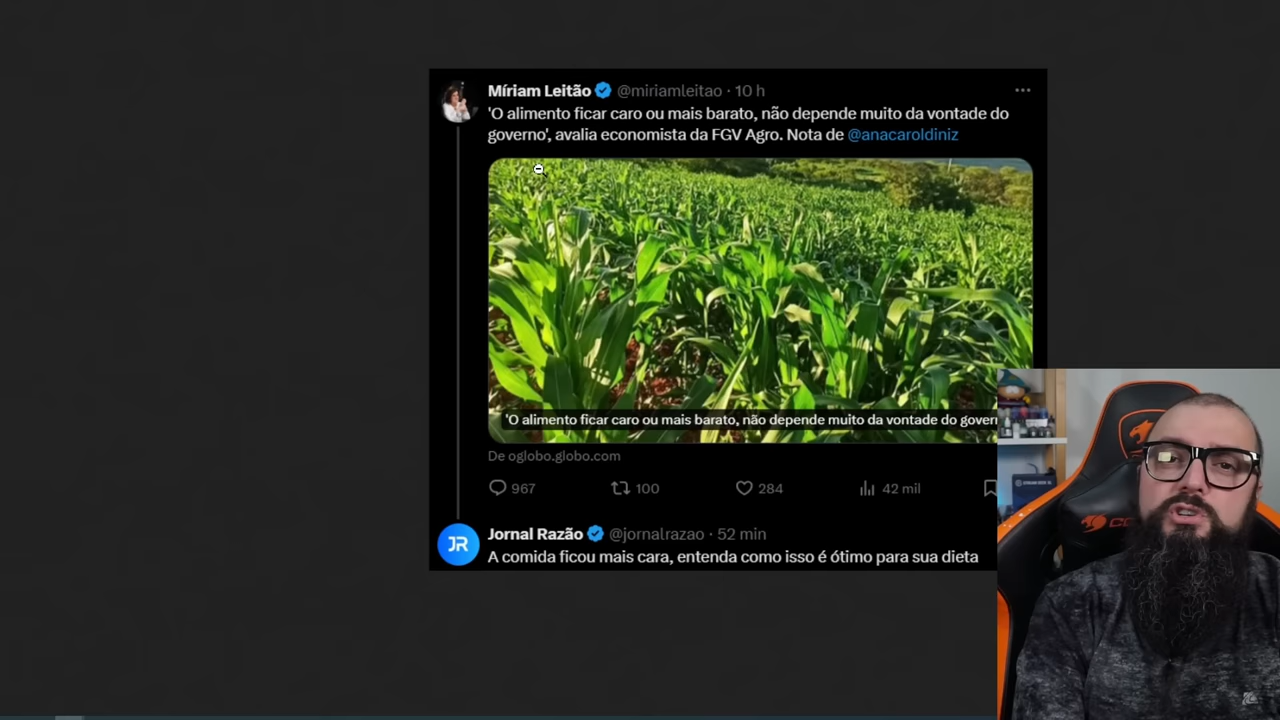 Míriam Leitão @miriamleitao · 10 h
'O alimento ficar caro ou mais barato, não depende muito da vontade do
governo', avalia economista da FGV Agro. Nota de @anacaroldiniz
'O alimento ficar caro ou mais barato, não depende muito da vontade do govern
De oglobo.globo.com
967 100 284 42 mil
JR
Jornal Razão @jornalrazao · 52 min
A comida ficou mais cara, entenda como isso é ótimo para sua dieta